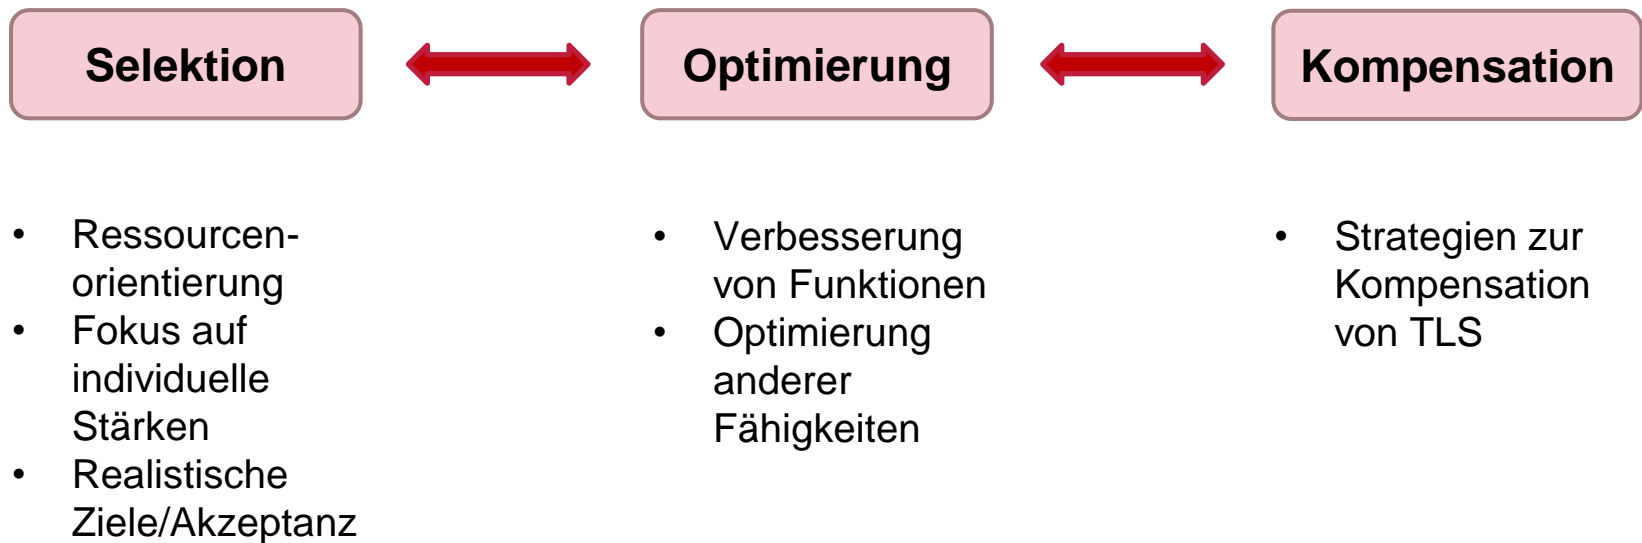 Selektion
Optimierung
Kompensation
• Ressourcen-
orientierung
• Fokus auf
individuelle
Stärken
• Realistische
Ziele/Akzeptanz
• Verbesserung
von Funktionen
• Optimierung
anderer
Fähigkeiten
• Strategien zur
Kompensation
von TLS